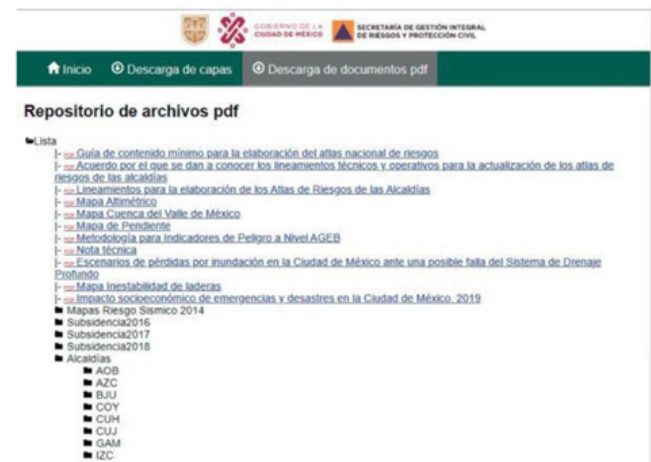 GOBIERNO DE LA
CIUDAD DE MÉXICO
SECRETARÍA DE GESTIÓN INTEGRAL
DE RIESGOS Y PROTECCIÓN CIVIL
Inicio Descarga de capas Descarga de documentos pdf
Repositorio de archivos pdf
Lista
|- Guía de contenido mínimo para la elaboración del atlas nacional de riesgos
|- Acuerdo por el que se dan a conocer los lineamientos técnicos y operativos para la actualización de los atlas de
riesgos de las alcaldías
|- Lineamientos para la elaboración de los Atlas de Riesgos de las Alcaldías
|- Mapa Altimétrico
|- Mapa Cuenca del Valle de México
|- Mapa de Pendiente
|- Metodología para Indicadores de Peligro a Nivel AGEB
|- Nota técnica
|- Escenarios de pérdidas por inundación en la Ciudad de México ante una posible falla del Sistema de Drenaje
Profundo
|- Mapa Inestabilidad de laderas
|- Impacto socioeconómico de emergencias y desastres en la Ciudad de México. 2019
Mapas Riesgo Sismico 2014
Subsidencia2016
Subsidencia2017
Subsidencia2018
Alcaldías
AOB
AZC
BJU
COY
CUH
CUJ
GAM
IZC